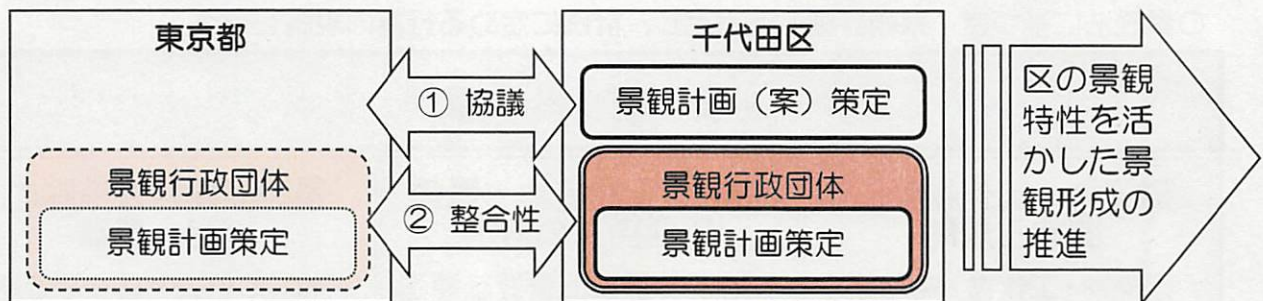 東京都
景観行政団体
景観計画策定
① 協議
② 整合性
千代田区
景観計画（案）策定
景観行政団体
景観計画策定
区の景観
特性を活
かした景
観形成の
推進